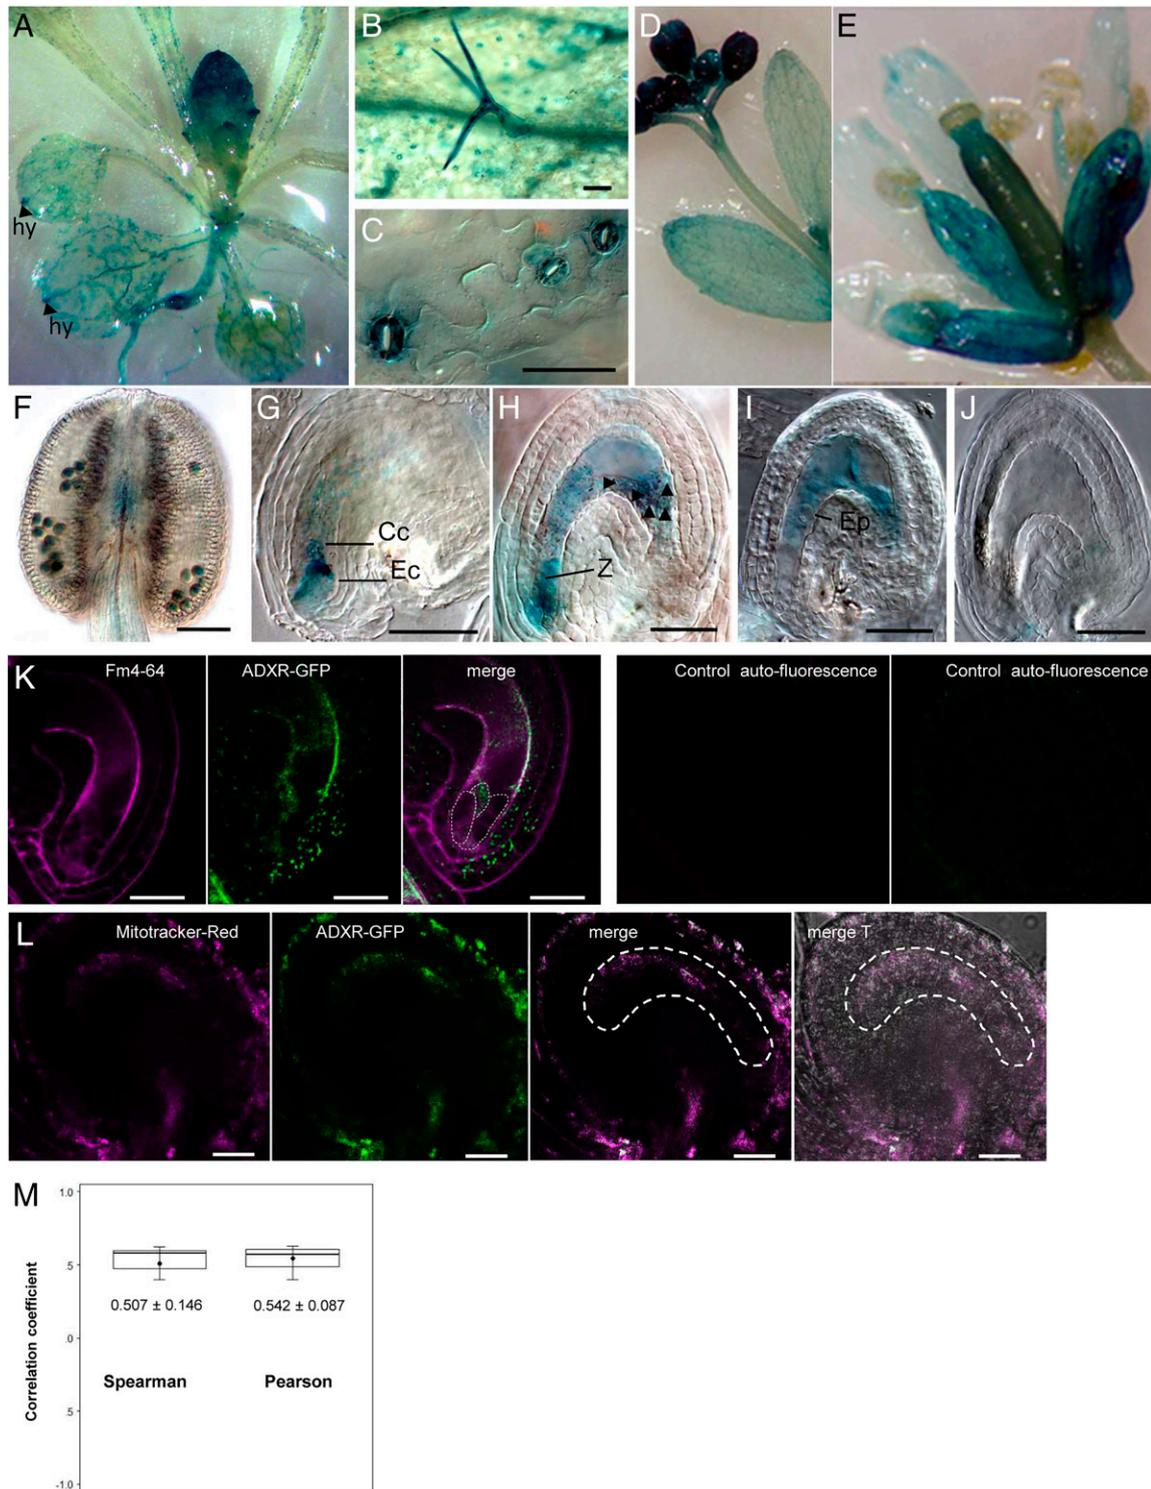 A
B
C
D
E
hy
hy
F
G
H
I
J
Cc
Ec
Z
Ep
K
Fm4-64
ADXR-GFP
merge
Control auto-fluorescence
Control auto-fluorescence
L
Mitotracker-Red
ADXR-GFP
merge
merge T
M
Correlation coefficient
1.0
.5
.0
.5
-1.0
0.507 ± 0.146
0.542 ± 0.087
Spearman
Pearson